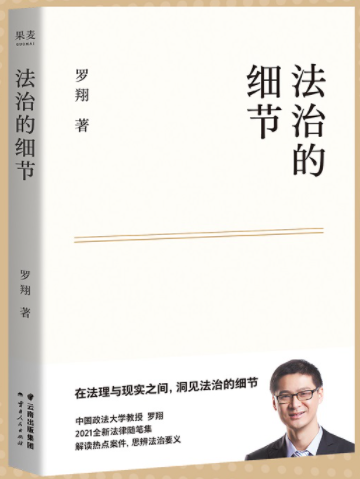 果麦
法治的细节
罗翔 著
云南出版集团
云南人民出版社
法治的
细节
罗翔 著
在法理与现实之间，洞见法治的细节
中国政法大学教授 罗翔
2021全新法律随笔集
解读热点案件，思辨法治要义